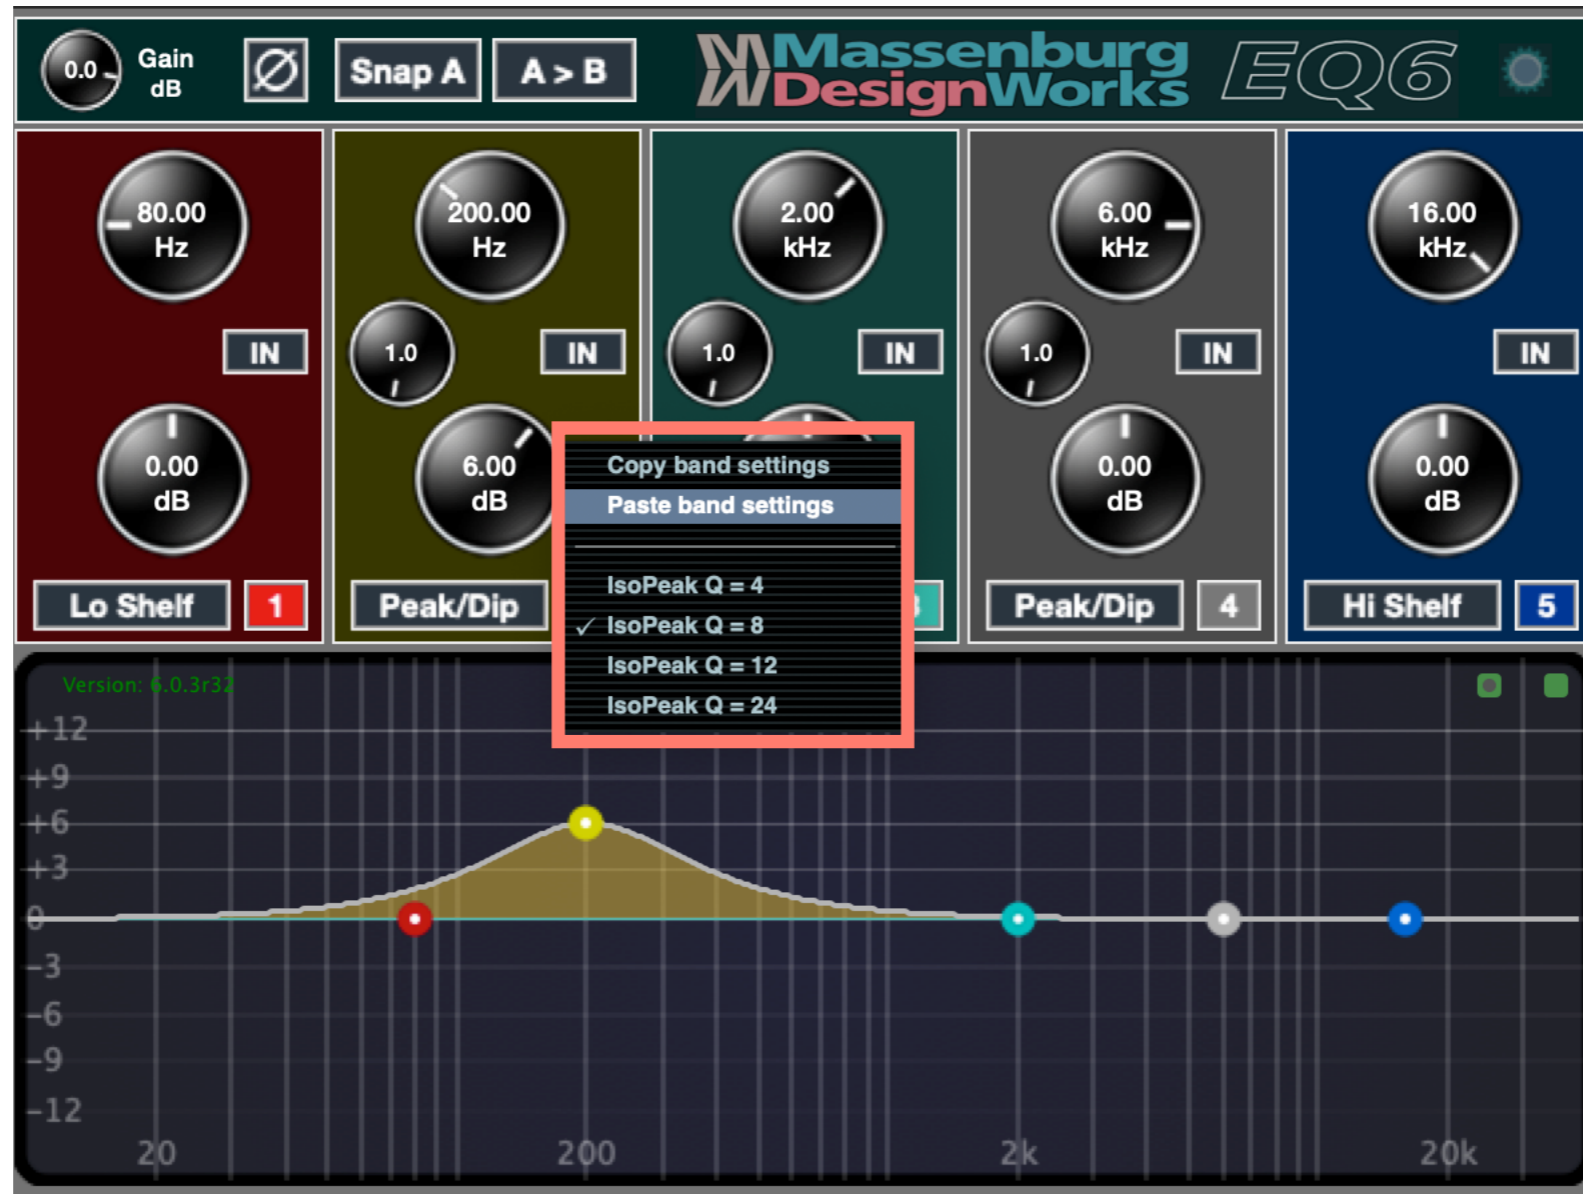 0.0
Gain
dB
Ø
Snap A
A > B
Massenburg
DesignWorks
EQ6
80.00
Hz
200.00
Hz
2.00
kHz
6.00
kHz
16.00
kHz
IN
1.0
IN
1.0
IN
1.0
IN
IN
0.00
dB
6.00
dB
0.00
dB
0.00
dB
Copy band settings
Paste band settings
IsoPeak Q = 4
✓ IsoPeak Q = 8
IsoPeak Q = 12
IsoPeak Q = 24
Lo Shelf
1
Peak/Dip
Peak/Dip
4
Hi Shelf
5
Version: 6.0.3r32
+12
+9
+6
+3
0
-3
-6
-9
-12
20
200
2k
20k